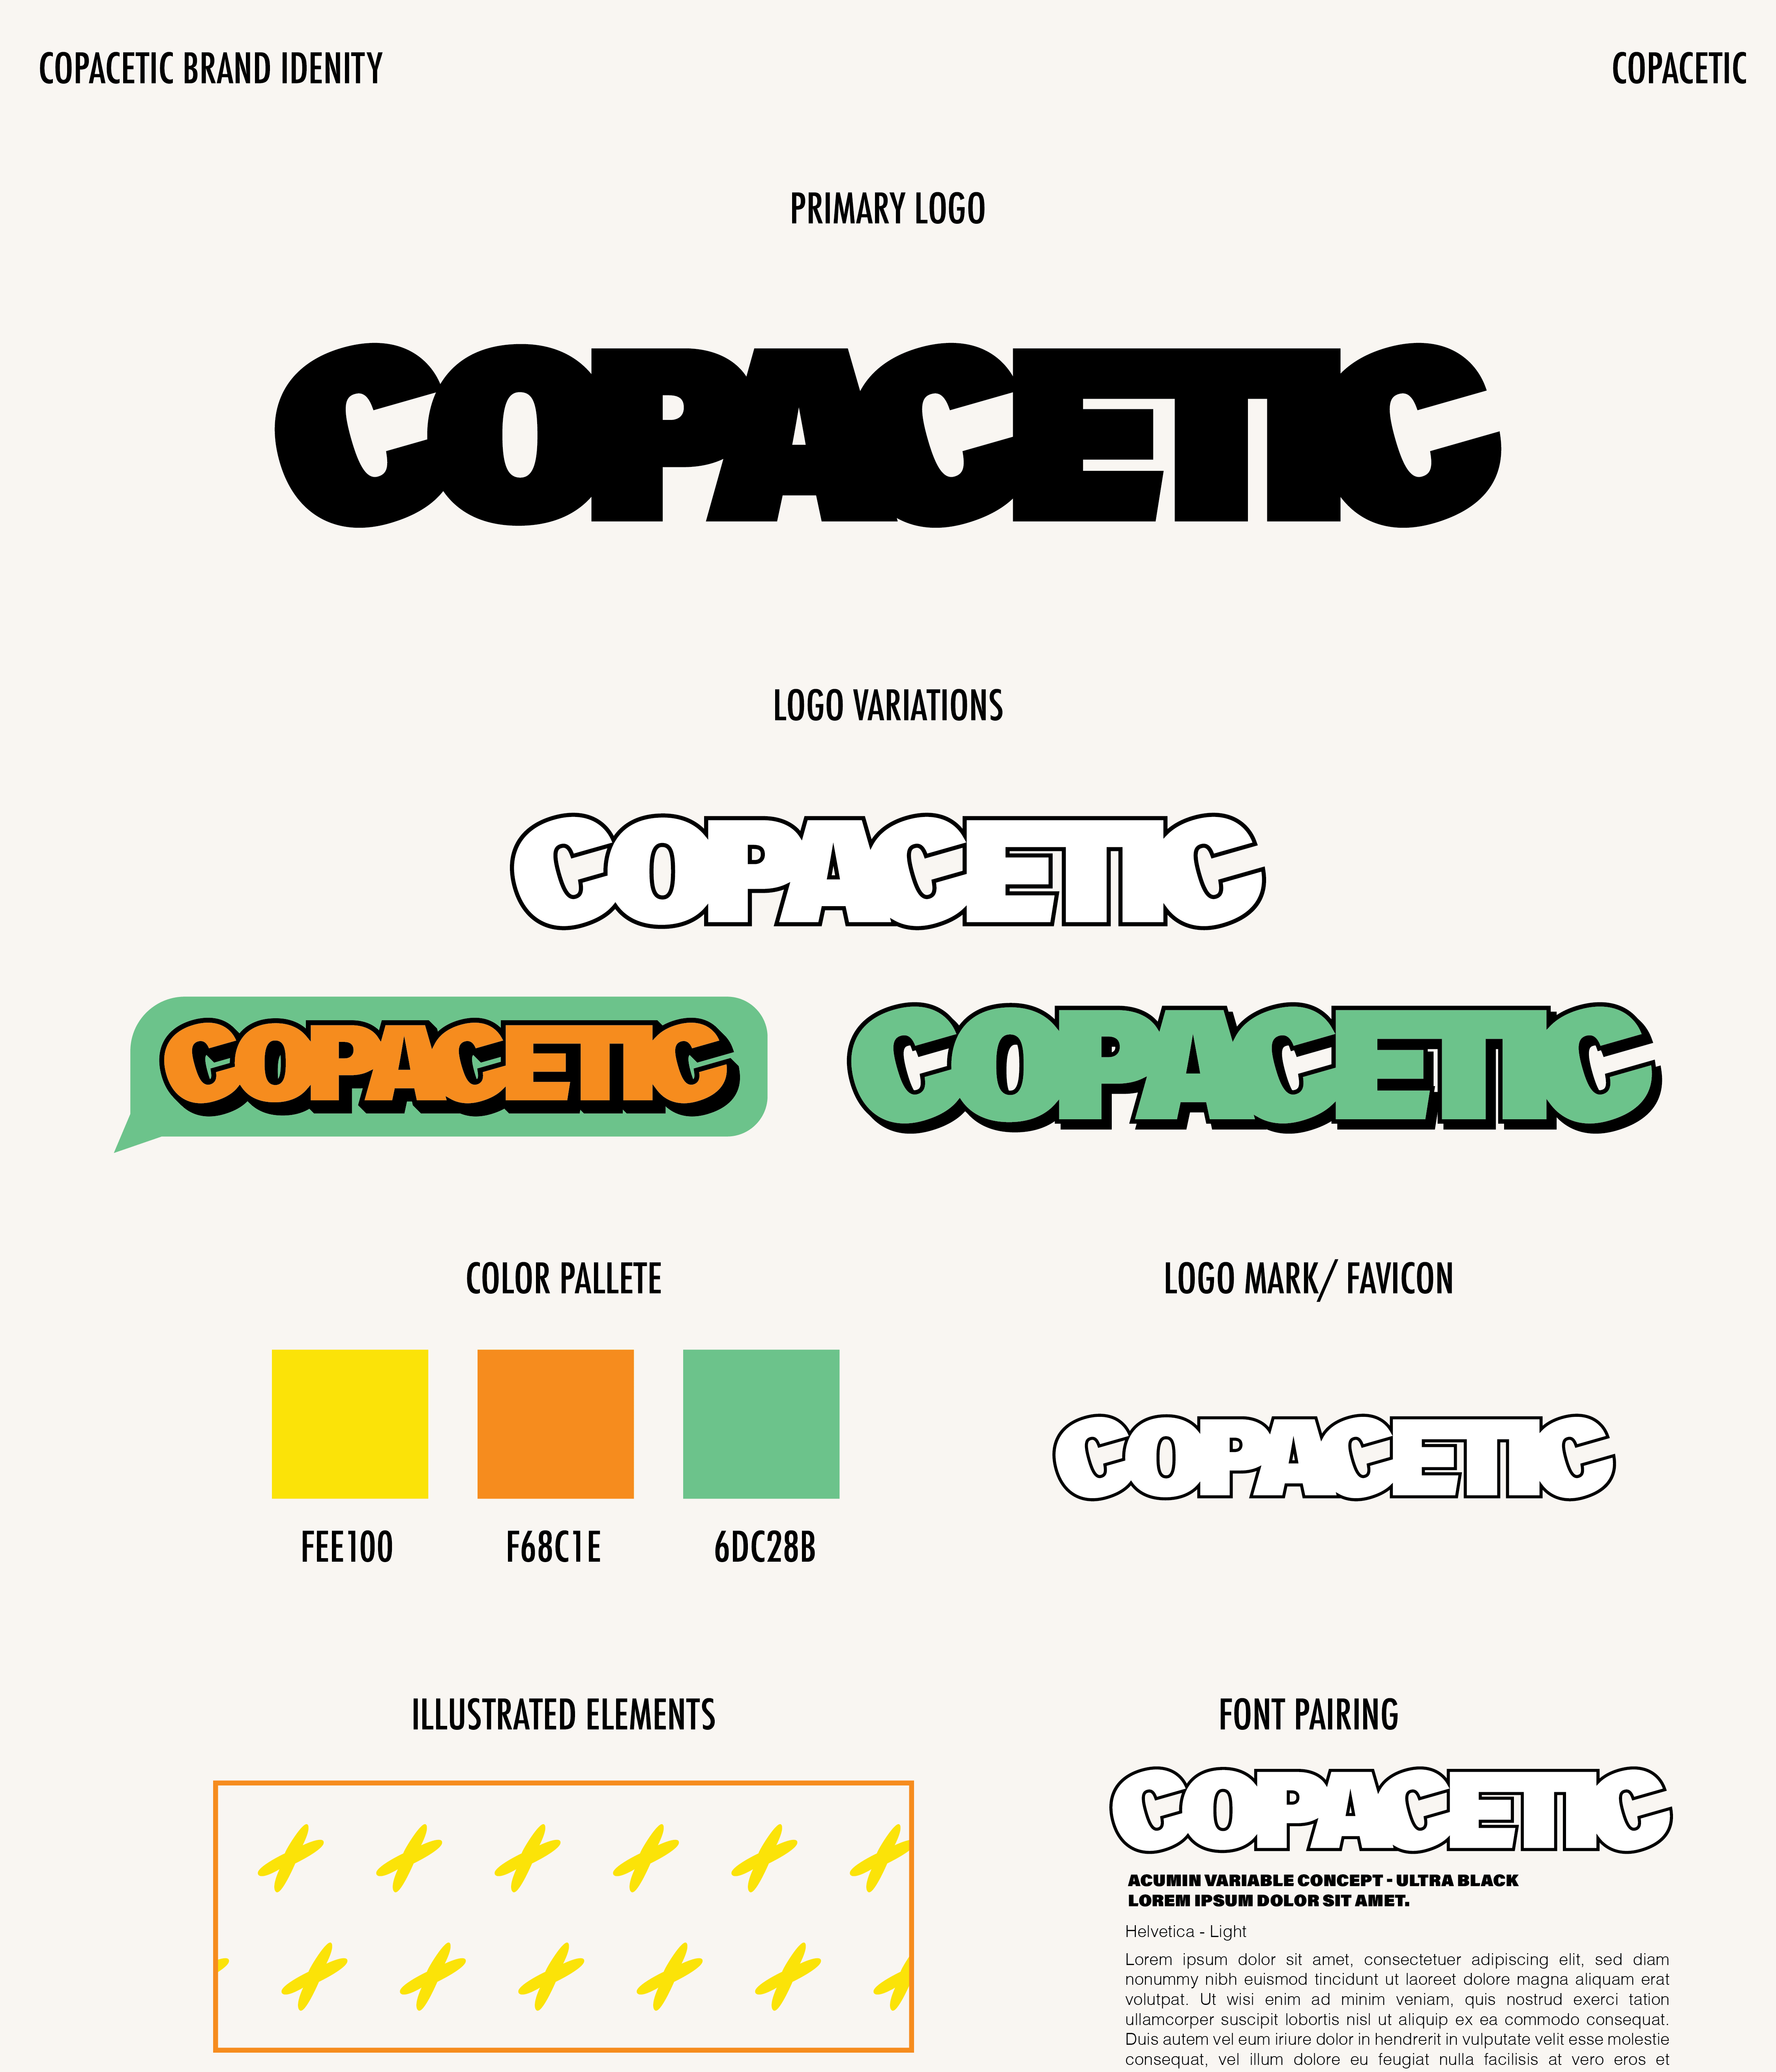 COPACETIC BRAND IDENITY
COPACETIC
PRIMARY LOGO
COPACETIC
LOGO VARIATIONS
COPACETIC
COPACETIC
COPACETIC
COLOR PALLETE
LOGO MARK/ FAVICON
COPACETIC
FEE100
F68C1E
6DC28B
ILLUSTRATED ELEMENTS
FONT PAIRING
COPACETIC
ACUMIN VARIABLE CONCEPT - ULTRA BLACK
LOREM IPSUM DOLOR SIT AMET.
Helvetica - Light
Lorem ipsum dolor sit amet, consectetuer adipiscing elit, sed diam
nonummy nibh euismod tincidunt ut laoreet dolore magna aliquam erat
volutpat. Ut wisi enim ad minim veniam, quis nostrud exerci tation
ullamcorper suscipit lobortis nisl ut aliquip ex ea commodo consequat.
Duis autem vel eum iriure dolor in hendrerit in vulputate velit esse molestie
consequat, vel illum dolore eu feugiat nulla facilisis at vero eros et